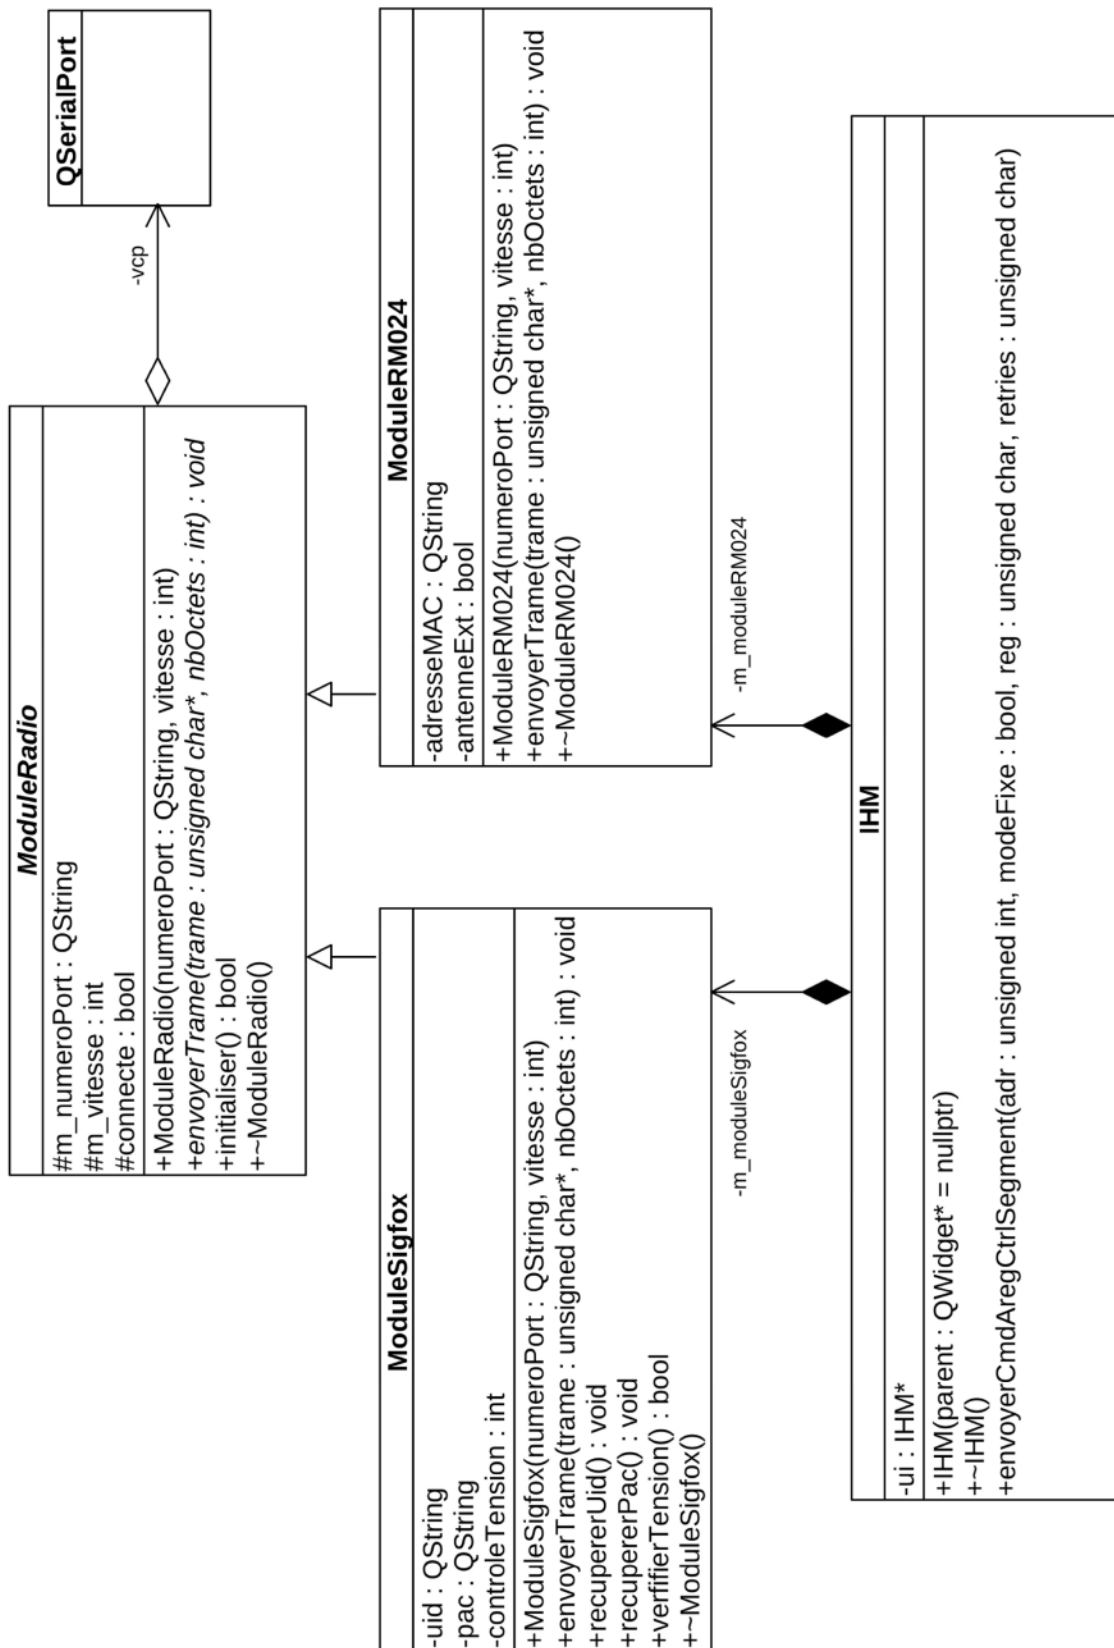 ModuleRadio
#m_numeroPort : QString
#m_vitesse : int
#connecte : bool
+ModuleRadio(numeroPort : QString, vitesse : int)
+envoyerTrame(trame : unsigned char*, nbOctets : int) : void
+initialiser() : bool
+~ModuleRadio()
-vcp
QSerialPort
ModuleSigfox
-uid : QString
-pac : QString
-controleTension : int
+ModuleSigfox(numeroPort : QString, vitesse : int)
+envoyerTrame(trame : unsigned char*, nbOctets : int) : void
+recupererUid() : void
+recupererPac() : void
+verfifierTension() : bool
+~ModuleSigfox()
ModuleRM024
-adresseMAC : QString
-antenneExt : bool
+ModuleRM024(numeroPort : QString, vitesse : int)
+envoyerTrame(trame : unsigned char*, nbOctets : int) : void
+~ModuleRM024()
-m_moduleSigfox
-m_moduleRM024
IHM
-ui : IHM*
+IHM(parent : QWidget* = nullptr)
+~IHM()
+envoyerCmdAregCtrlSegment(adr : unsigned int, modeFixe : bool, reg : unsigned char, retries : unsigned char)